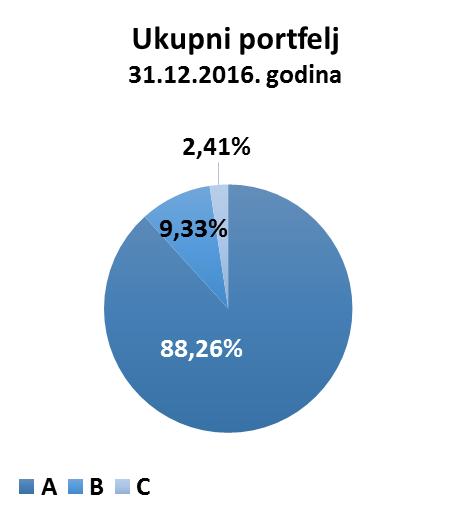 Ukupni portfelj
31.12.2016. godina
2,41%
9,33%
88,26%
A B C